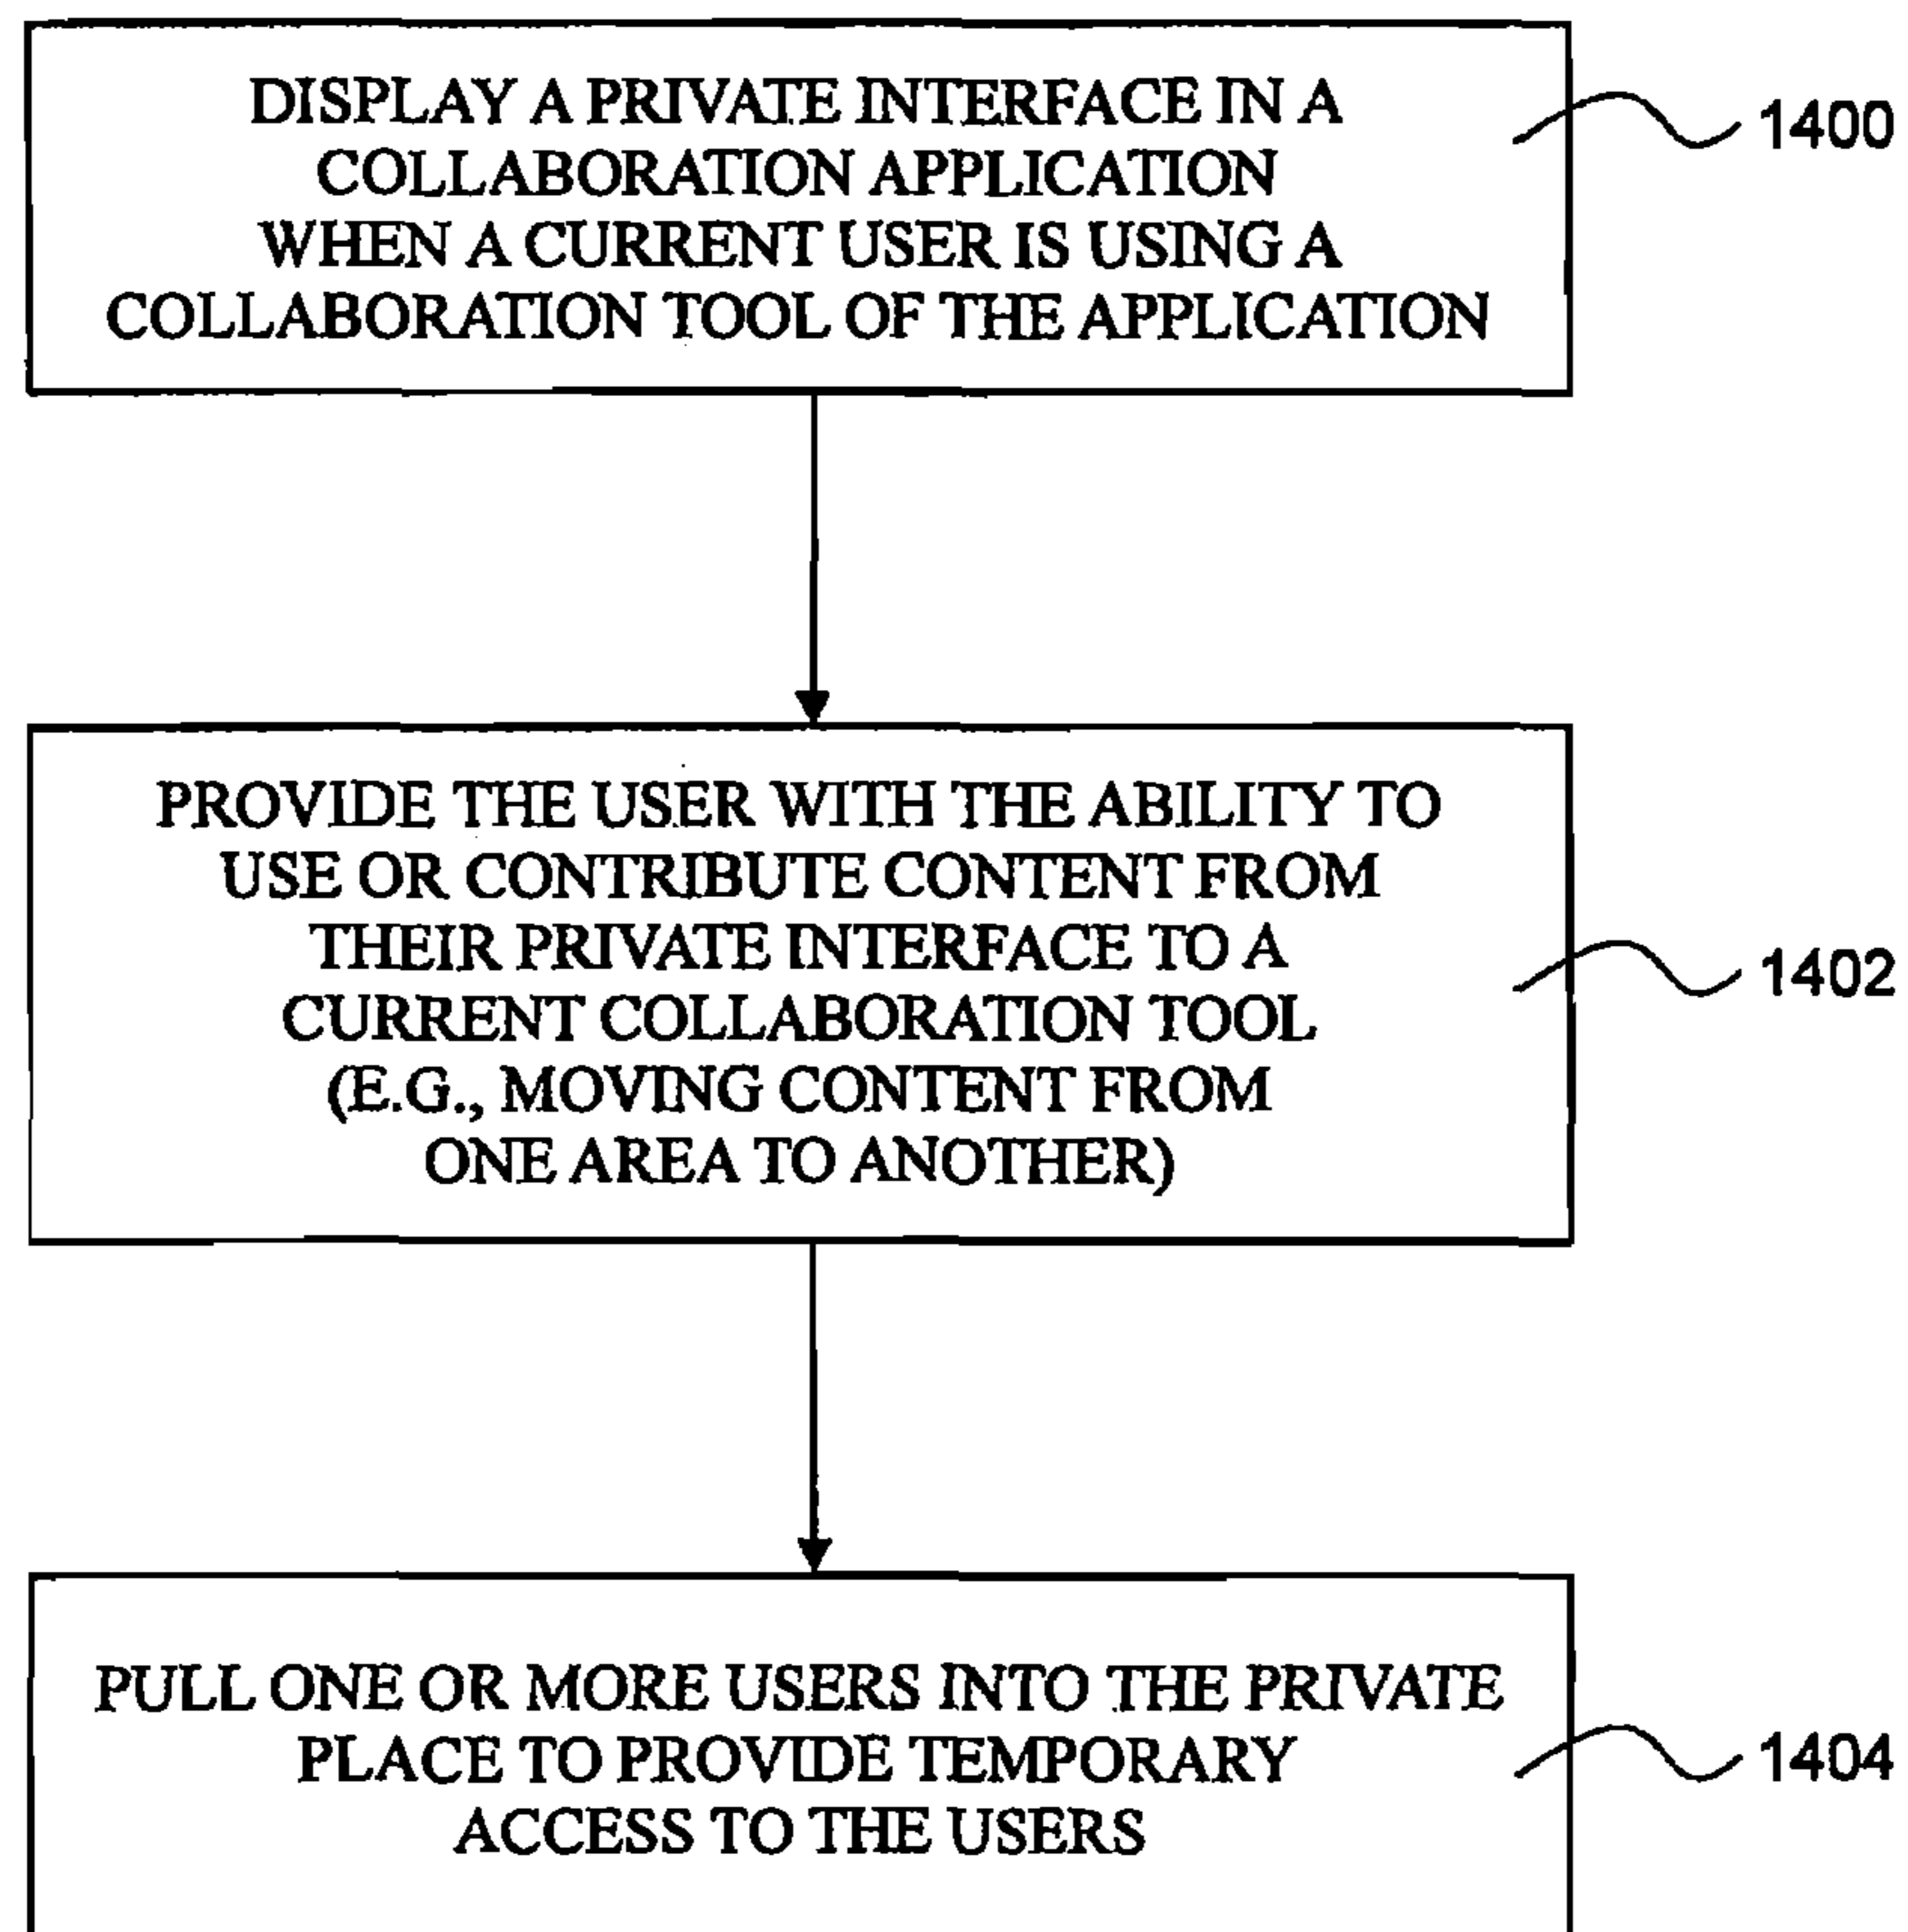 DISPLAY A PRIVATE INTERFACE IN A
COLLABORATION APPLICATION
WHEN A CURRENT USER IS USING A
COLLABORATION TOOL OF THE APPLICATION
1400
PROVIDE THE USER WITH THE ABILITY TO
USE OR CONTRIBUTE CONTENT FROM
THEIR PRIVATE INTERFACE TO A
CURRENT COLLABORATION TOOL
(E.G., MOVING CONTENT FROM
ONE AREA TO ANOTHER)
1402
PULL ONE OR MORE USERS INTO THE PRIVATE
PLACE TO PROVIDE TEMPORARY
ACCESS TO THE USERS
1404